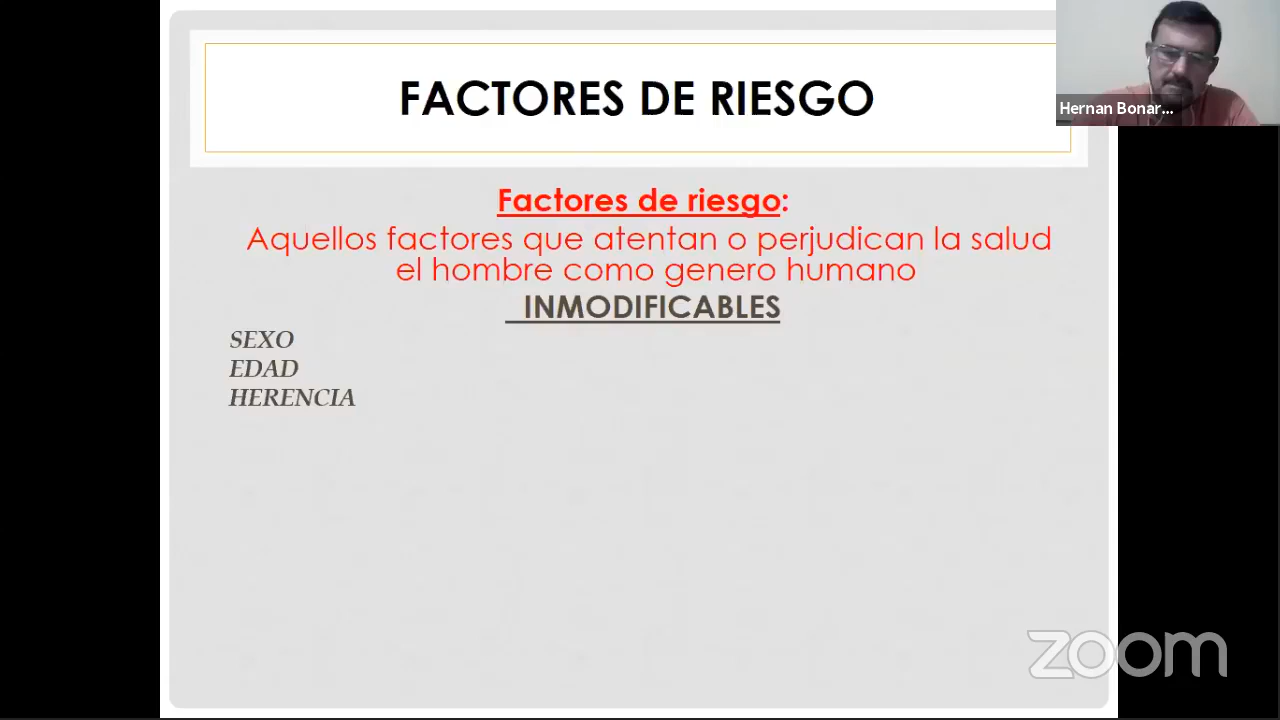 FACTORES DE RIESGO
Hernan Bonar...
Factores de riesgo:
Aquellos factores que atentan o perjudican la salud
el hombre como genero humano
INMODIFICABLES
SEXO
EDAD
HERENCIA
zoom